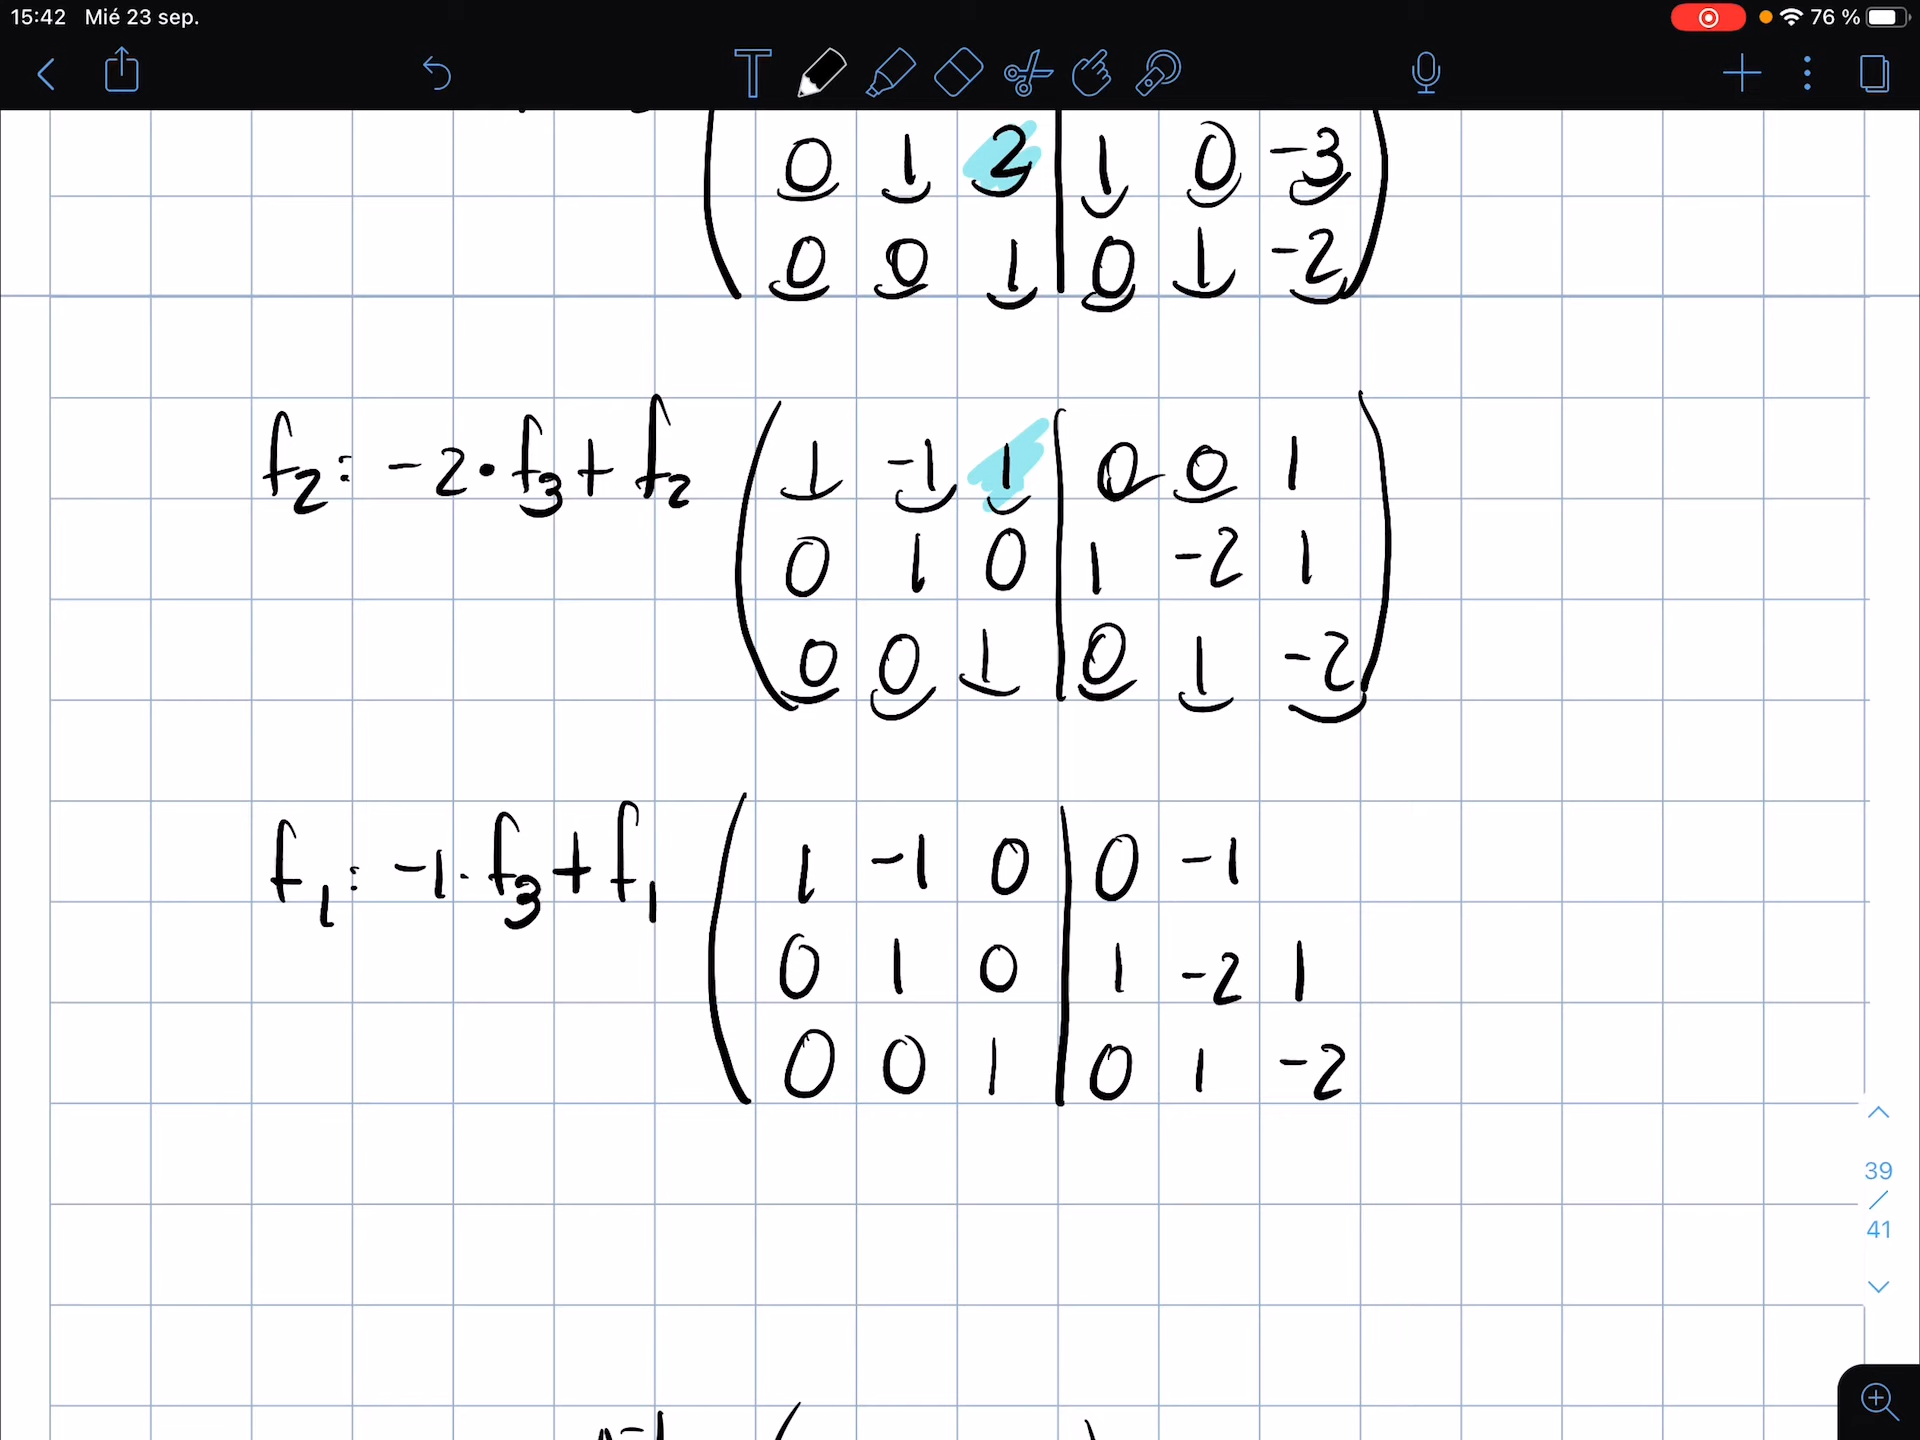 15:42 Mié 23 sep. 76 %
T
0 1 2 | 1 0 -3
0 0 1 | 0 1 -2
f₂: -2·f₃+f₂ ( 1 -1 1 | 0 0 1
0 1 0 | 1 -2 1
0 0 1 | 0 1 -2 )
f₁: -1·f₃+f₁ ( 1 -1 0 | 0 -1
0 1 0 | 1 -2 1
0 0 1 | 0 1 -2
39
/
41